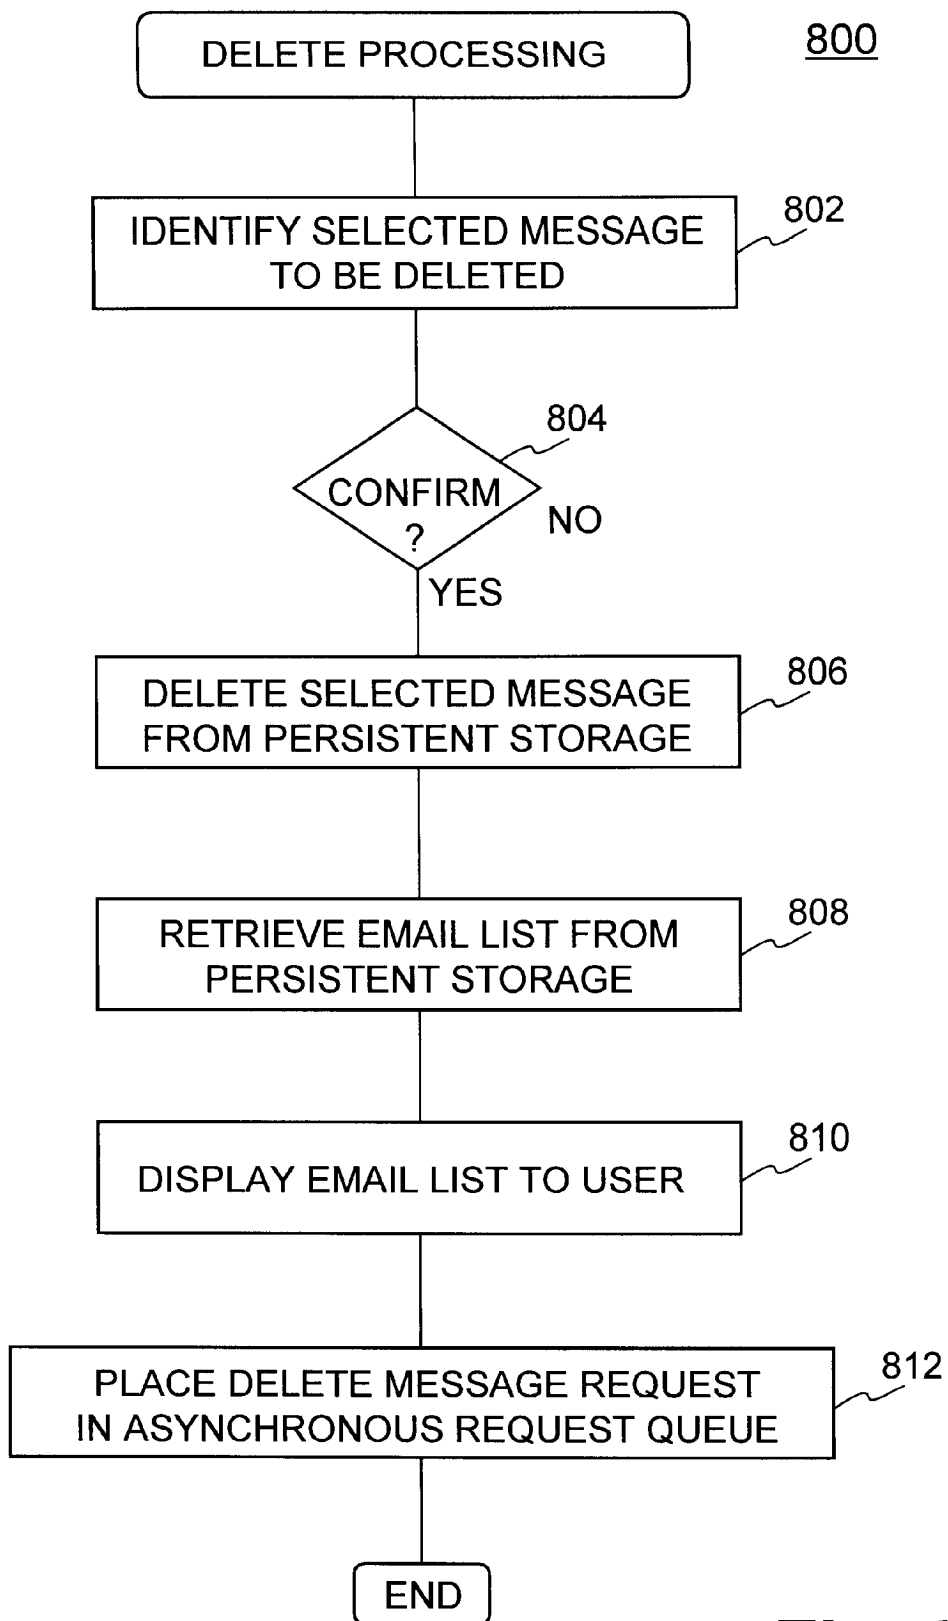 DELETE PROCESSING
800
IDENTIFY SELECTED MESSAGE
TO BE DELETED
802
804
CONFIRM
?
NO
YES
DELETE SELECTED MESSAGE
FROM PERSISTENT STORAGE
806
RETRIEVE EMAIL LIST FROM
PERSISTENT STORAGE
808
DISPLAY EMAIL LIST TO USER
810
PLACE DELETE MESSAGE REQUEST
IN ASYNCHRONOUS REQUEST QUEUE
812
END